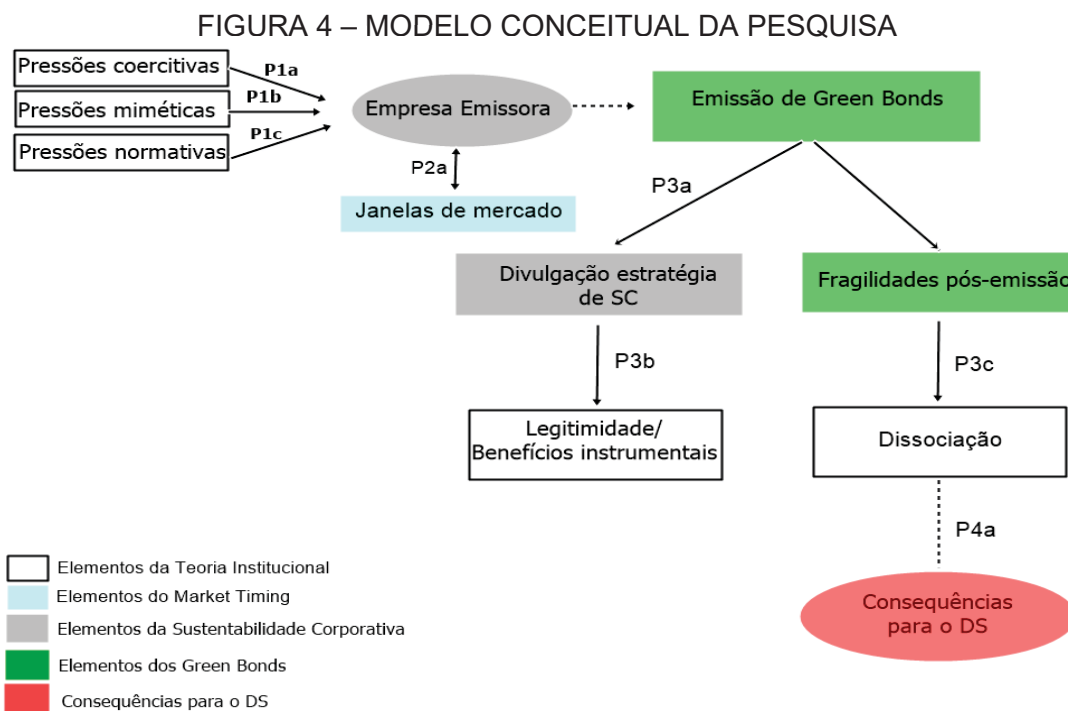 FIGURA 4 – MODELO CONCEITUAL DA PESQUISA
Pressões coercitivas
P1a
Pressões miméticas
P1b
Pressões normativas
P1c
Empresa Emissora
Emissão de Green Bonds
P2a
Janelas de mercado
P3a
Divulgação estratégia
de SC
Fragilidades pós-emissão
P3b
P3c
Legitimidade/
Benefícios instrumentais
Dissociação
P4a
Consequências
para o DS
Elementos da Teoria Institucional
Elementos do Market Timing
Elementos da Sustentabilidade Corporativa
Elementos dos Green Bonds
Consequências para o DS